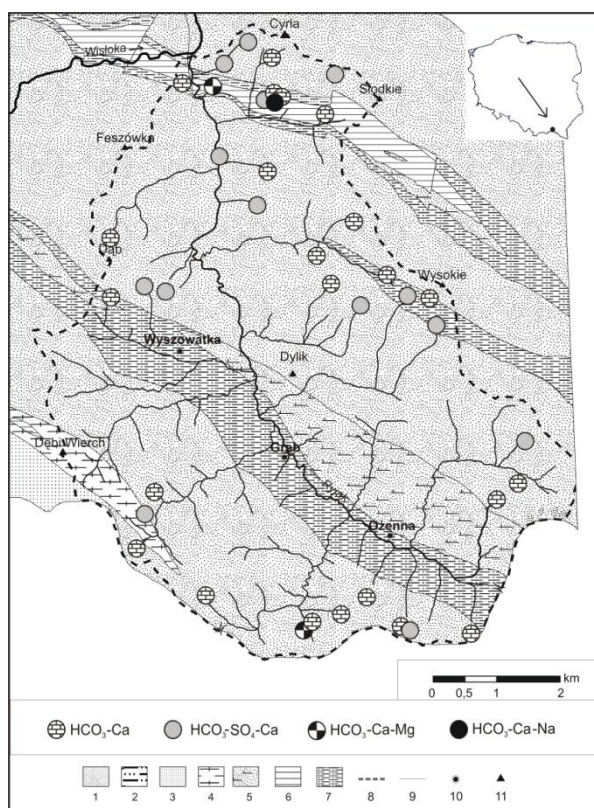 Cyrla
Wisłoka
Słodkie
Feszówka
Dąb
Wysokie
Wyszowatka
Dylik
Dębi Wierch
Grab
Ryjak
Ożenna
km
0 0,5 1 2
HCO₃-Ca HCO₃-SO₄-Ca HCO₃-Ca-Mg HCO₃-Ca-Na
1 2 3 4 5 6 7 8 9 10 11